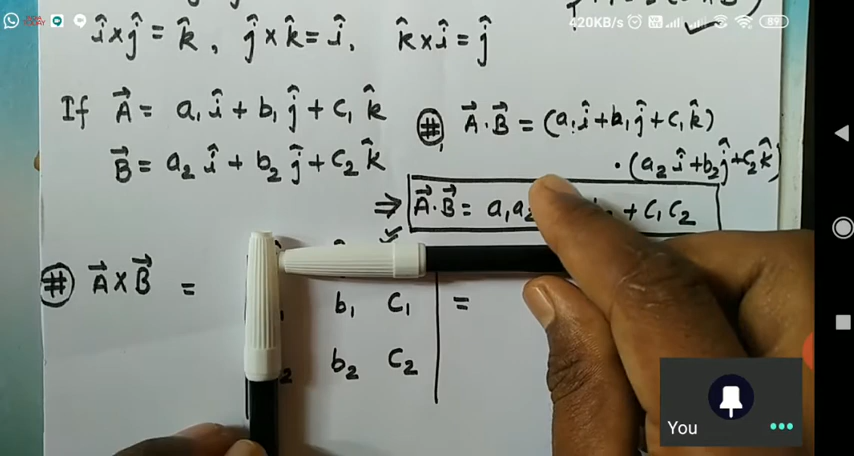 420KB/s 89
î×ĵ = k̂, ĵ×k̂ = î, k̂×î = ĵ
If A⃗ = a₁î + b₁ĵ + c₁k̂
B⃗ = a₂î + b₂ĵ + c₂k̂
# A⃗·B⃗ = (a₁î+b₁ĵ+c₁k̂)
·(a₂î+b₂ĵ+c₂k̂)
⇒ A⃗·B⃗ = a₁a₂ + c₁c₂
# A⃗×B⃗ =
b₁ c₁ =
b₂ c₂
You